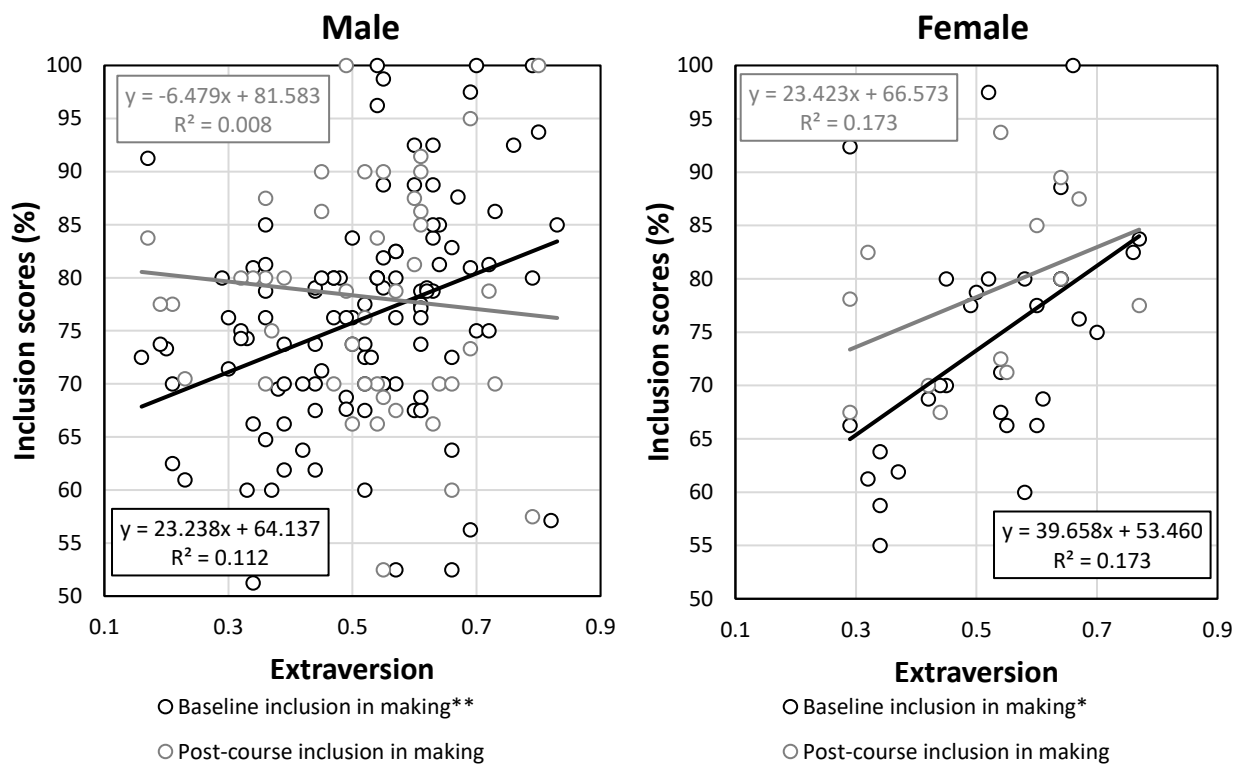 Male
Inclusion scores (%)
100
95
90
85
80
75
70
65
60
55
50
y = -6.479x + 81.583
R² = 0.008
y = 23.238x + 64.137
R² = 0.112
0.1 0.3 0.5 0.7 0.9
Extraversion
Baseline inclusion in making**
Post-course inclusion in making
Female
Inclusion scores (%)
100
95
90
85
80
75
70
65
60
55
50
y = 23.423x + 66.573
R² = 0.173
y = 39.658x + 53.460
R² = 0.173
0.1 0.3 0.5 0.7 0.9
Extraversion
Baseline inclusion in making*
Post-course inclusion in making